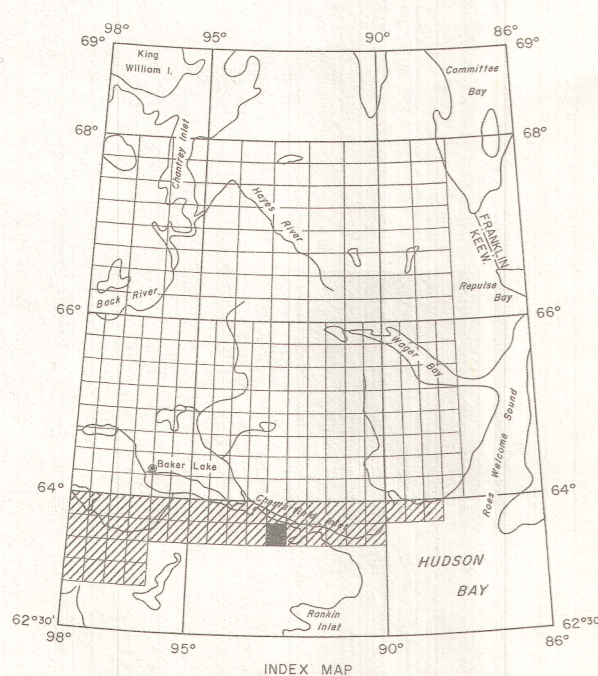 98°
95°
90°
86°
69°
69°
King
William I.
Committee
Bay
68°
68°
Chantrey Inlet
Hayes
River
FRANKLIN
KEEW.
Back River
Repulse
Bay
66°
66°
Wager Bay
Roes Welcome Sound
Baker Lake
64°
64°
Chesterfield Inlet
HUDSON
BAY
Rankin
Inlet
62°30'
62°30'
98°
95°
90°
86°
INDEX MAP